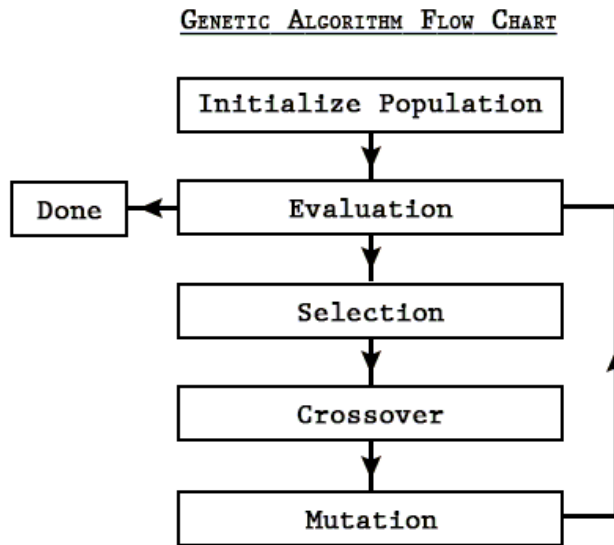 Genetic Algorithm Flow Chart
Initialize Population
Done
Evaluation
Selection
Crossover
Mutation